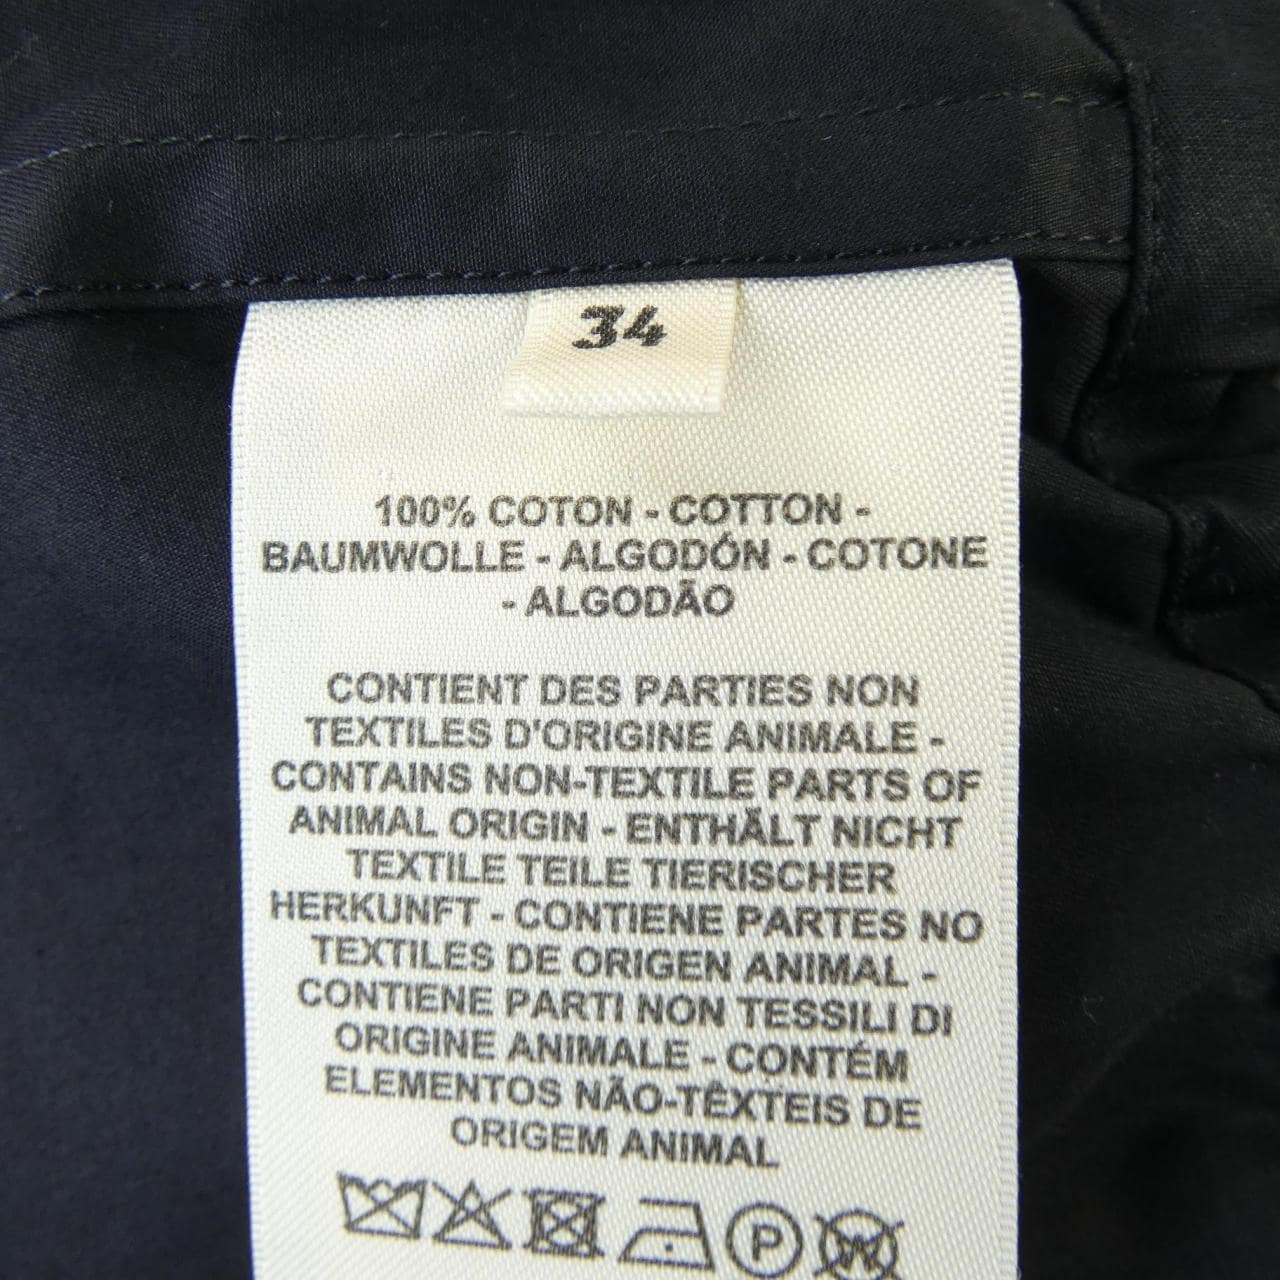 34
100% COTON - COTTON -
BAUMWOLLE - ALGODÓN - COTONE
- ALGODÃO
CONTIENT DES PARTIES NON
TEXTILES D'ORIGINE ANIMALE -
CONTAINS NON-TEXTILE PARTS OF
ANIMAL ORIGIN - ENTHÄLT NICHT
TEXTILE TEILE TIERISCHER
HERKUNFT - CONTIENE PARTES NO
TEXTILES DE ORIGEN ANIMAL -
CONTIENE PARTI NON TESSILI DI
ORIGINE ANIMALE - CONTÉM
ELEMENTOS NÃO-TÊXTEIS DE
ORIGEM ANIMAL
P W